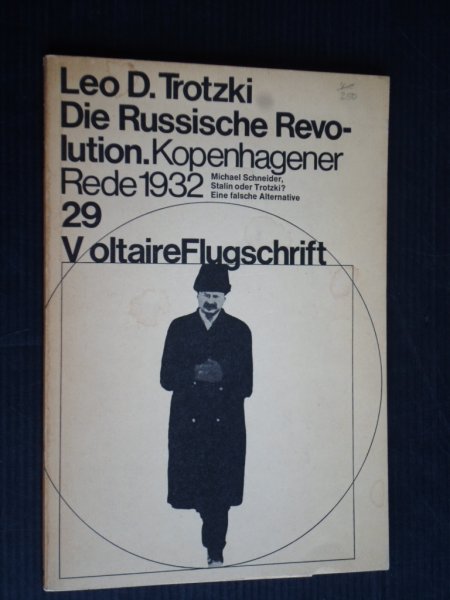 Leo D. Trotzki
Die Russische Revo-
lution. Kopenhagener
Rede 1932
Michael Schneider,
Stalin oder Trotzki?
Eine falsche Alternative
29
VoltaireFlugschrift
250